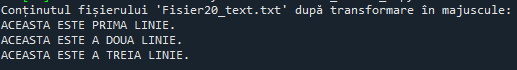 Conținutul fișierului 'Fisier20_text.txt' după transformare în majuscule:
ACEASTA ESTE PRIMA LINIE.
ACEASTA ESTE A DOUA LINIE.
ACEASTA ESTE A TREIA LINIE.